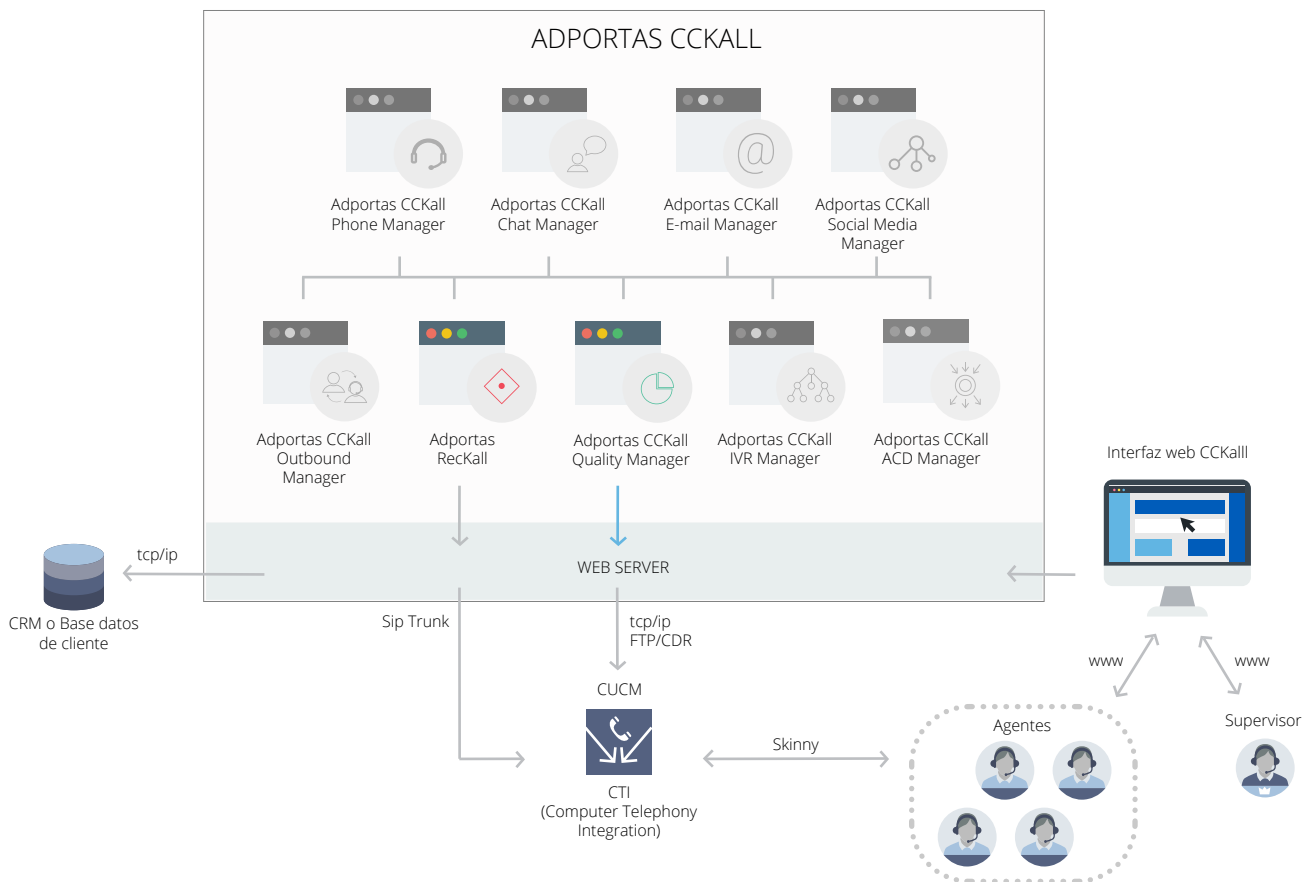 ADPORTAS CCKALL
Adportas CCKall
Phone Manager
Adportas CCKall
Chat Manager
@
Adportas CCKall
E-mail Manager
Adportas CCKall
Social Media
Manager
Adportas CCKall
Outbound
Manager
Adportas
RecKall
Adportas CCKall
Quality Manager
Adportas CCKall
IVR Manager
Adportas CCKall
ACD Manager
Interfaz web CCKalll
tcp/ip
WEB SERVER
CRM o Base datos
de cliente
Sip Trunk
tcp/ip
FTP/CDR
www
www
CUCM
Agentes
Supervisor
Skinny
CTI
(Computer Telephony
Integration)